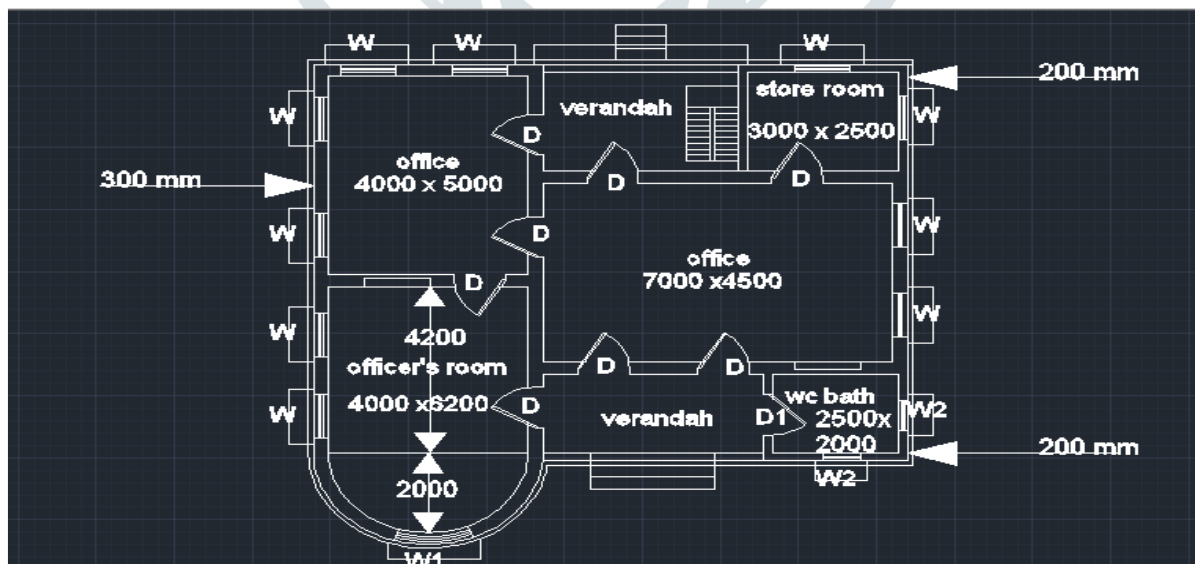 W W W
200 mm
store room
W verandah W
3000 x 2500
D
office
300 mm 4000 x 5000 D D
W D W
office
7000 x4500
D
W 4200 W
officer's room D D
wc bath
W 4000 x6200 D verandah D1 2500x W2
2000 200 mm
2000 W2
W1